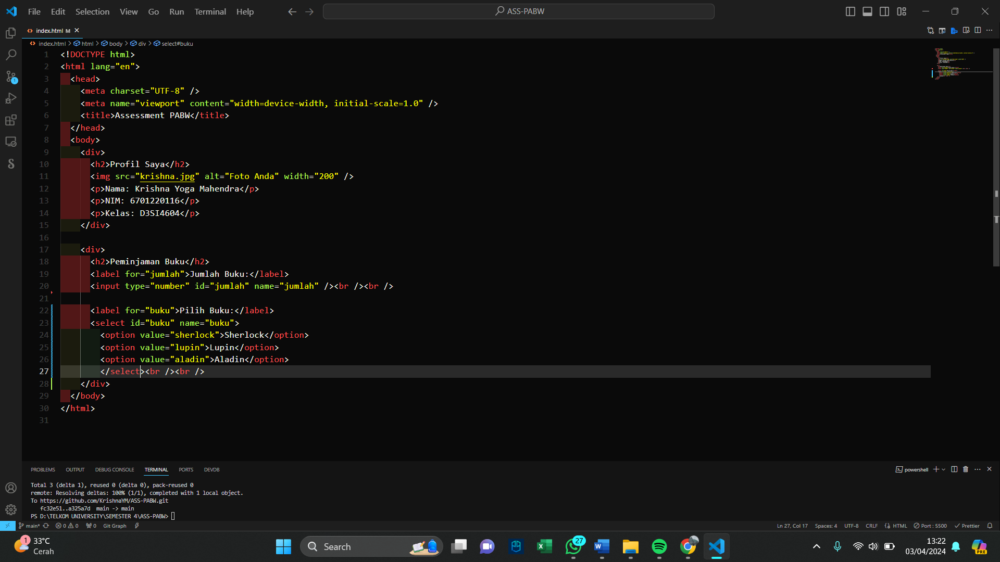 File Edit Selection View Go Run Terminal Help
ASS-PABW
index.html M
index.html > html > body > div > select#buku
1 <!DOCTYPE html>
2 <html lang="en">
3 <head>
4 <meta charset="UTF-8" />
5 <meta name="viewport" content="width=device-width, initial-scale=1.0" />
6 <title>Assessment PABW</title>
7 </head>
8 <body>
9 <div>
10 <h2>Profil Saya</h2>
11 <img src="krishna.jpg" alt="Foto Anda" width="200" />
12 <p>Nama: Krishna Yoga Mahendra</p>
13 <p>NIM: 6701220116</p>
14 <p>Kelas: D3SI4604</p>
15 </div>
16
17 <div>
18 <h2>Peminjaman Buku</h2>
19 <label for="jumlah">Jumlah Buku:</label>
20 <input type="number" id="jumlah" name="jumlah" /><br /><br />
21
22 <label for="buku">Pilih Buku:</label>
23 <select id="buku" name="buku">
24 <option value="sherlock">Sherlock</option>
25 <option value="lupin">Lupin</option>
26 <option value="aladin">Aladin</option>
27 </select><br /><br />
28 </div>
29 </body>
30 </html>
31
PROBLEMS OUTPUT DEBUG CONSOLE TERMINAL PORTS DEVDB
powershell
Total 3 (delta 1), reused 0 (delta 0), pack-reused 0
remote: Resolving deltas: 100% (1/1), completed with 1 local object.
To https://github.com/KrishnaYM/ASS-PABW.git
fc32e51..a325a7d main -> main
PS D:\TELKOM UNIVERSITY\SEMESTER 4\ASS-PABW>
main* 0 0 0 Git Graph
Ln 27, Col 17 Spaces: 4 UTF-8 CRLF HTML Port : 5500 Prettier
1
33°C
Cerah
Search
27
13:22
03/04/2024
PRE